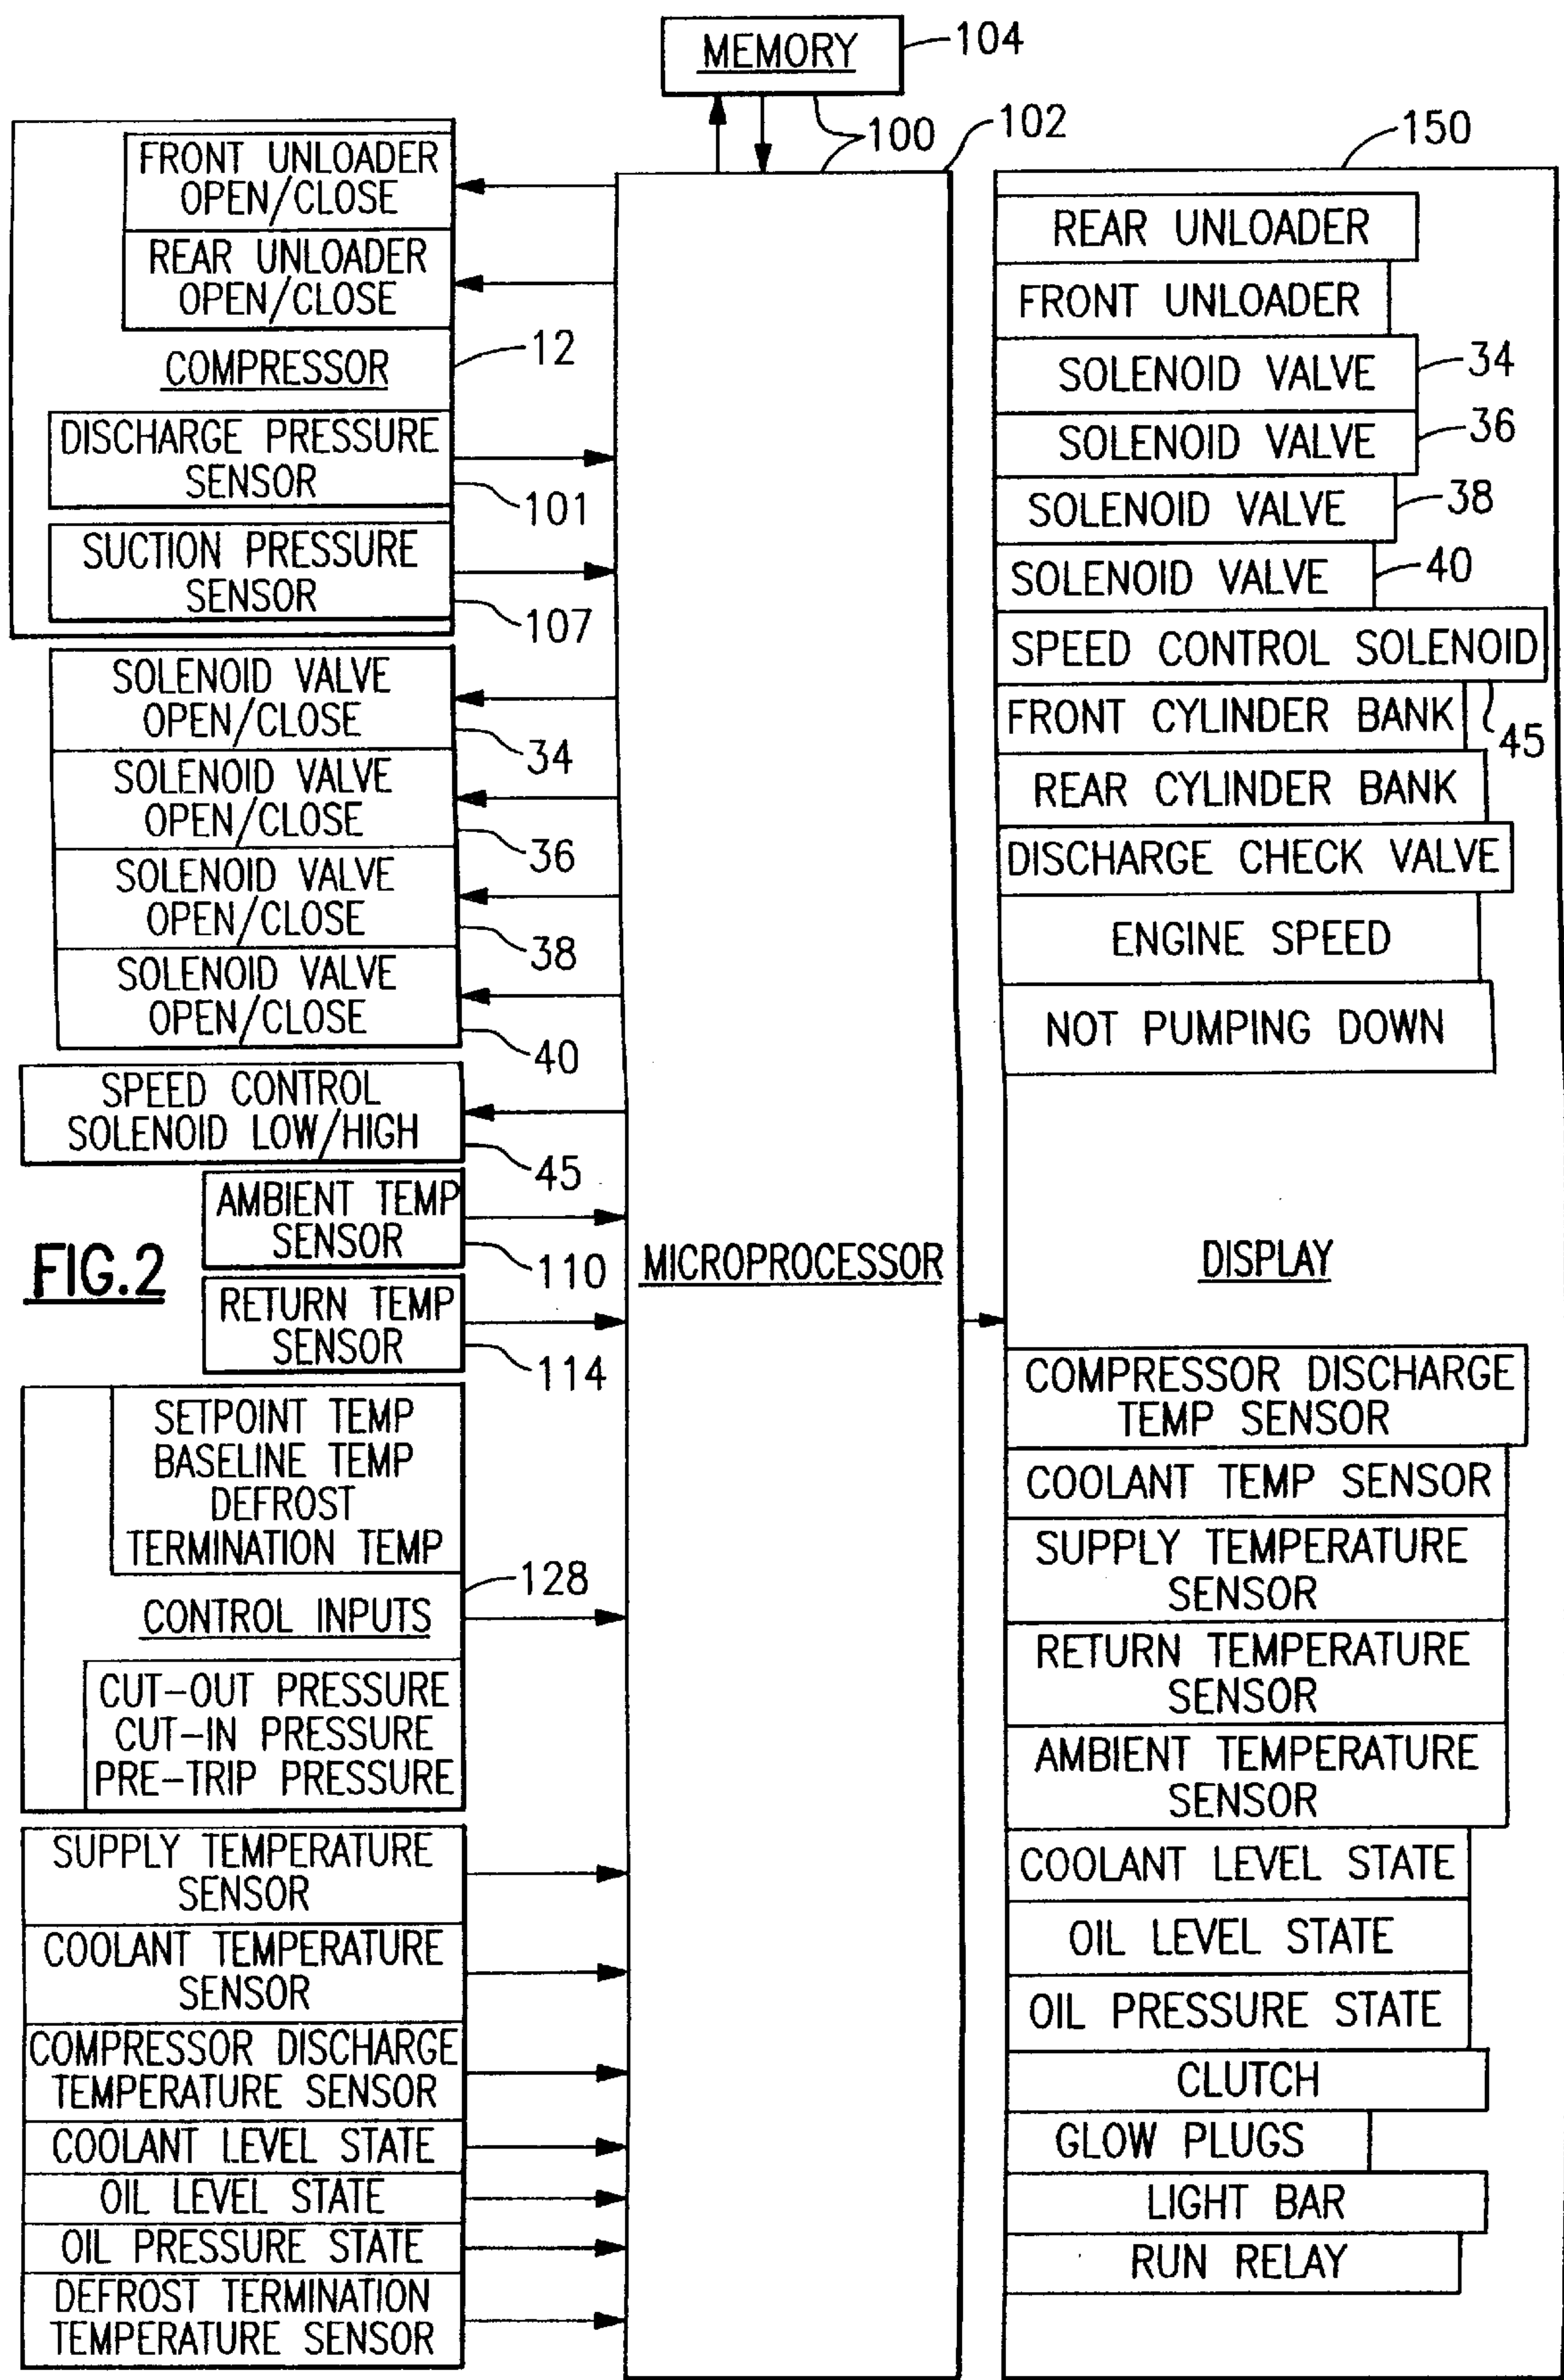 MEMORY
104
100
102
150
FRONT UNLOADER
OPEN/CLOSE
REAR UNLOADER
OPEN/CLOSE
COMPRESSOR
12
DISCHARGE PRESSURE
SENSOR
101
SUCTION PRESSURE
SENSOR
107
SOLENOID VALVE
OPEN/CLOSE
34
SOLENOID VALVE
OPEN/CLOSE
36
SOLENOID VALVE
OPEN/CLOSE
38
SOLENOID VALVE
OPEN/CLOSE
40
SPEED CONTROL
SOLENOID LOW/HIGH
45
AMBIENT TEMP
SENSOR
110
FIG.2
RETURN TEMP
SENSOR
114
SETPOINT TEMP
BASELINE TEMP
DEFROST
TERMINATION TEMP
128
CONTROL INPUTS
CUT-OUT PRESSURE
CUT-IN PRESSURE
PRE-TRIP PRESSURE
SUPPLY TEMPERATURE
SENSOR
COOLANT TEMPERATURE
SENSOR
COMPRESSOR DISCHARGE
TEMPERATURE SENSOR
COOLANT LEVEL STATE
OIL LEVEL STATE
OIL PRESSURE STATE
DEFROST TERMINATION
TEMPERATURE SENSOR
MICROPROCESSOR
REAR UNLOADER
FRONT UNLOADER
SOLENOID VALVE
34
SOLENOID VALVE
36
SOLENOID VALVE
38
SOLENOID VALVE
40
SPEED CONTROL SOLENOID
45
FRONT CYLINDER BANK
REAR CYLINDER BANK
DISCHARGE CHECK VALVE
ENGINE SPEED
NOT PUMPING DOWN
DISPLAY
COMPRESSOR DISCHARGE
TEMP SENSOR
COOLANT TEMP SENSOR
SUPPLY TEMPERATURE
SENSOR
RETURN TEMPERATURE
SENSOR
AMBIENT TEMPERATURE
SENSOR
COOLANT LEVEL STATE
OIL LEVEL STATE
OIL PRESSURE STATE
CLUTCH
GLOW PLUGS
LIGHT BAR
RUN RELAY